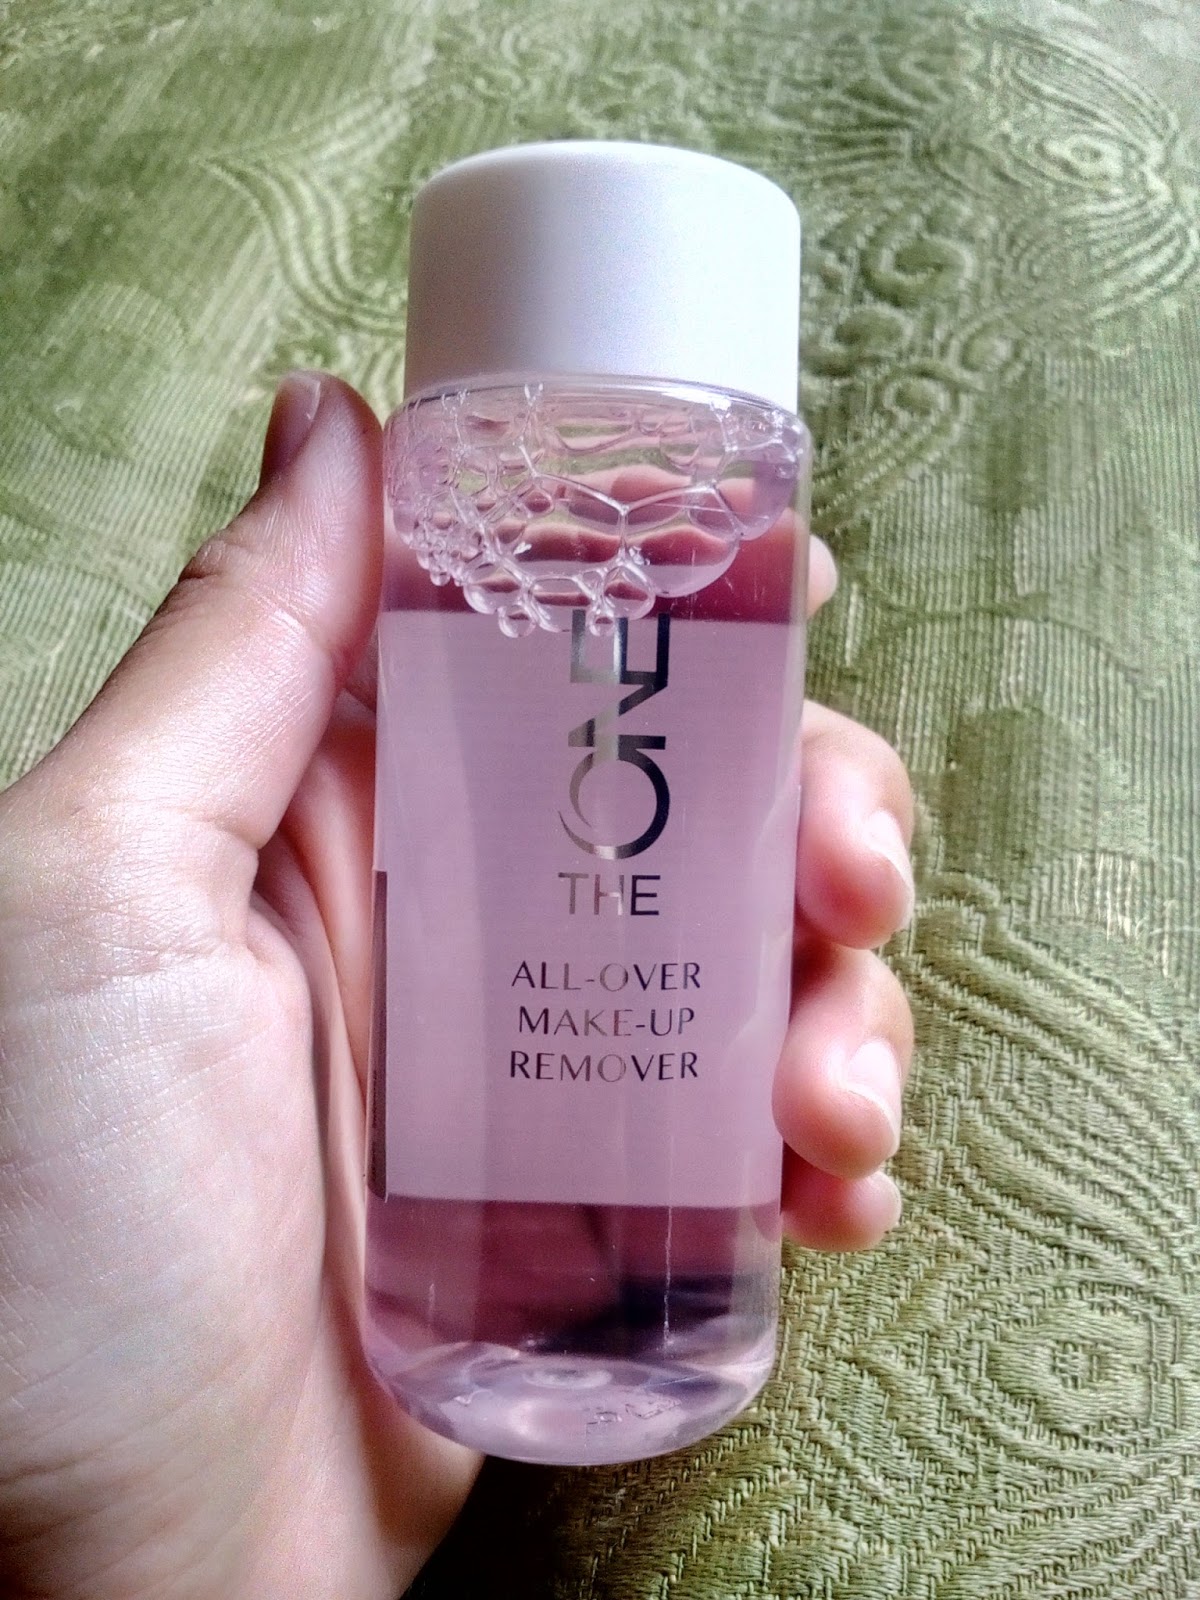 THE ONE
ALL-OVER
MAKE-UP
REMOVER